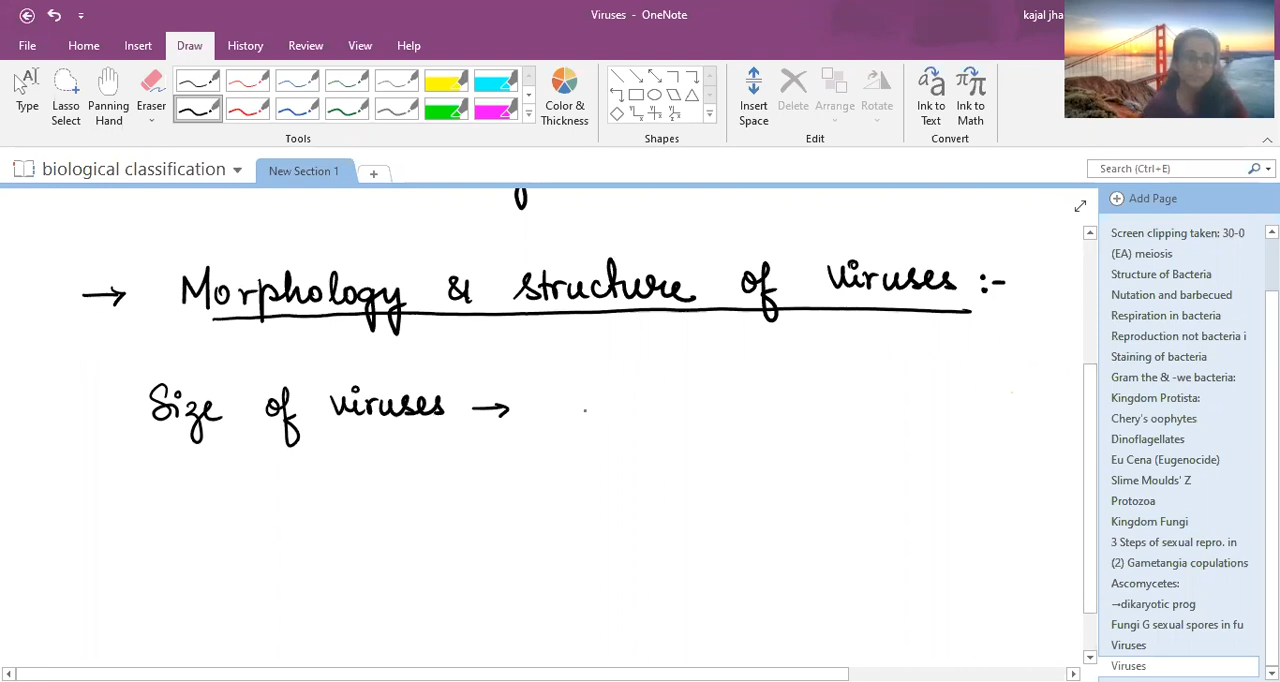 Viruses - OneNote
kajal jha
File Home Insert Draw History Review View Help
Type Lasso Select Panning Hand Eraser
Color & Thickness
Insert Space Delete Arrange Rotate
Ink to Text Ink to Math
Tools Shapes Edit Convert
biological classification New Section 1
Search (Ctrl+E)
→ Morphology & structure of viruses :-
Size of viruses →
Add Page
Screen clipping taken: 30-0
(EA) meiosis
Structure of Bacteria
Nutation and barbecued
Respiration in bacteria
Reproduction not bacteria i
Staining of bacteria
Gram the & -we bacteria:
Kingdom Protista:
Chery's oophytes
Dinoflagellates
Eu Cena (Eugenocide)
Slime Moulds' Z
Protozoa
Kingdom Fungi
3 Steps of sexual repro. in
(2) Gametangia copulations
Ascomycetes:
→dikaryotic prog
Fungi G sexual spores in fu
Viruses
Viruses